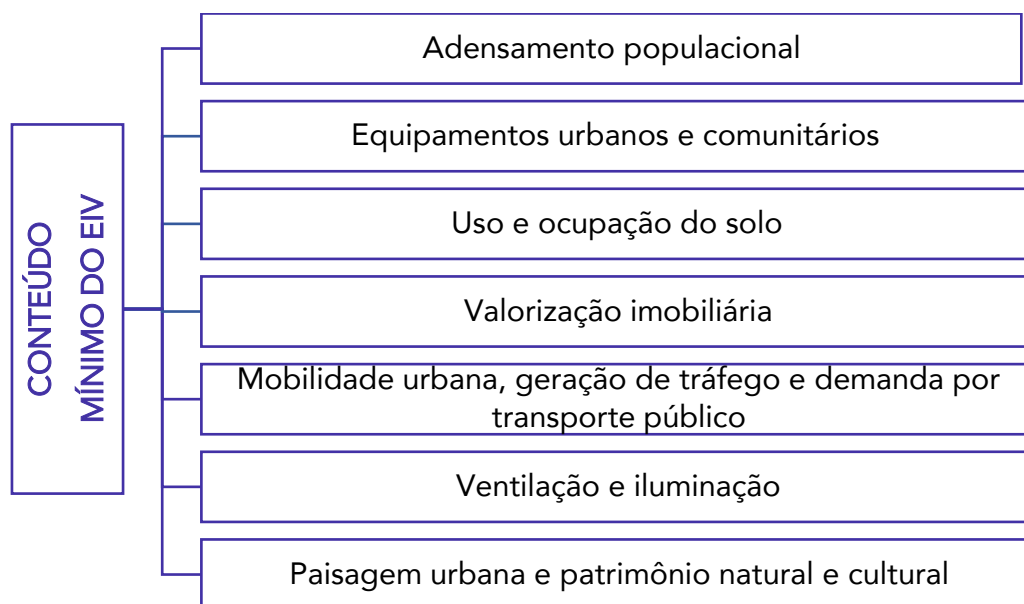 CONTEÚDO
MÍNIMO DO EIV
Adensamento populacional
Equipamentos urbanos e comunitários
Uso e ocupação do solo
Valorização imobiliária
Mobilidade urbana, geração de tráfego e demanda por
transporte público
Ventilação e iluminação
Paisagem urbana e patrimônio natural e cultural